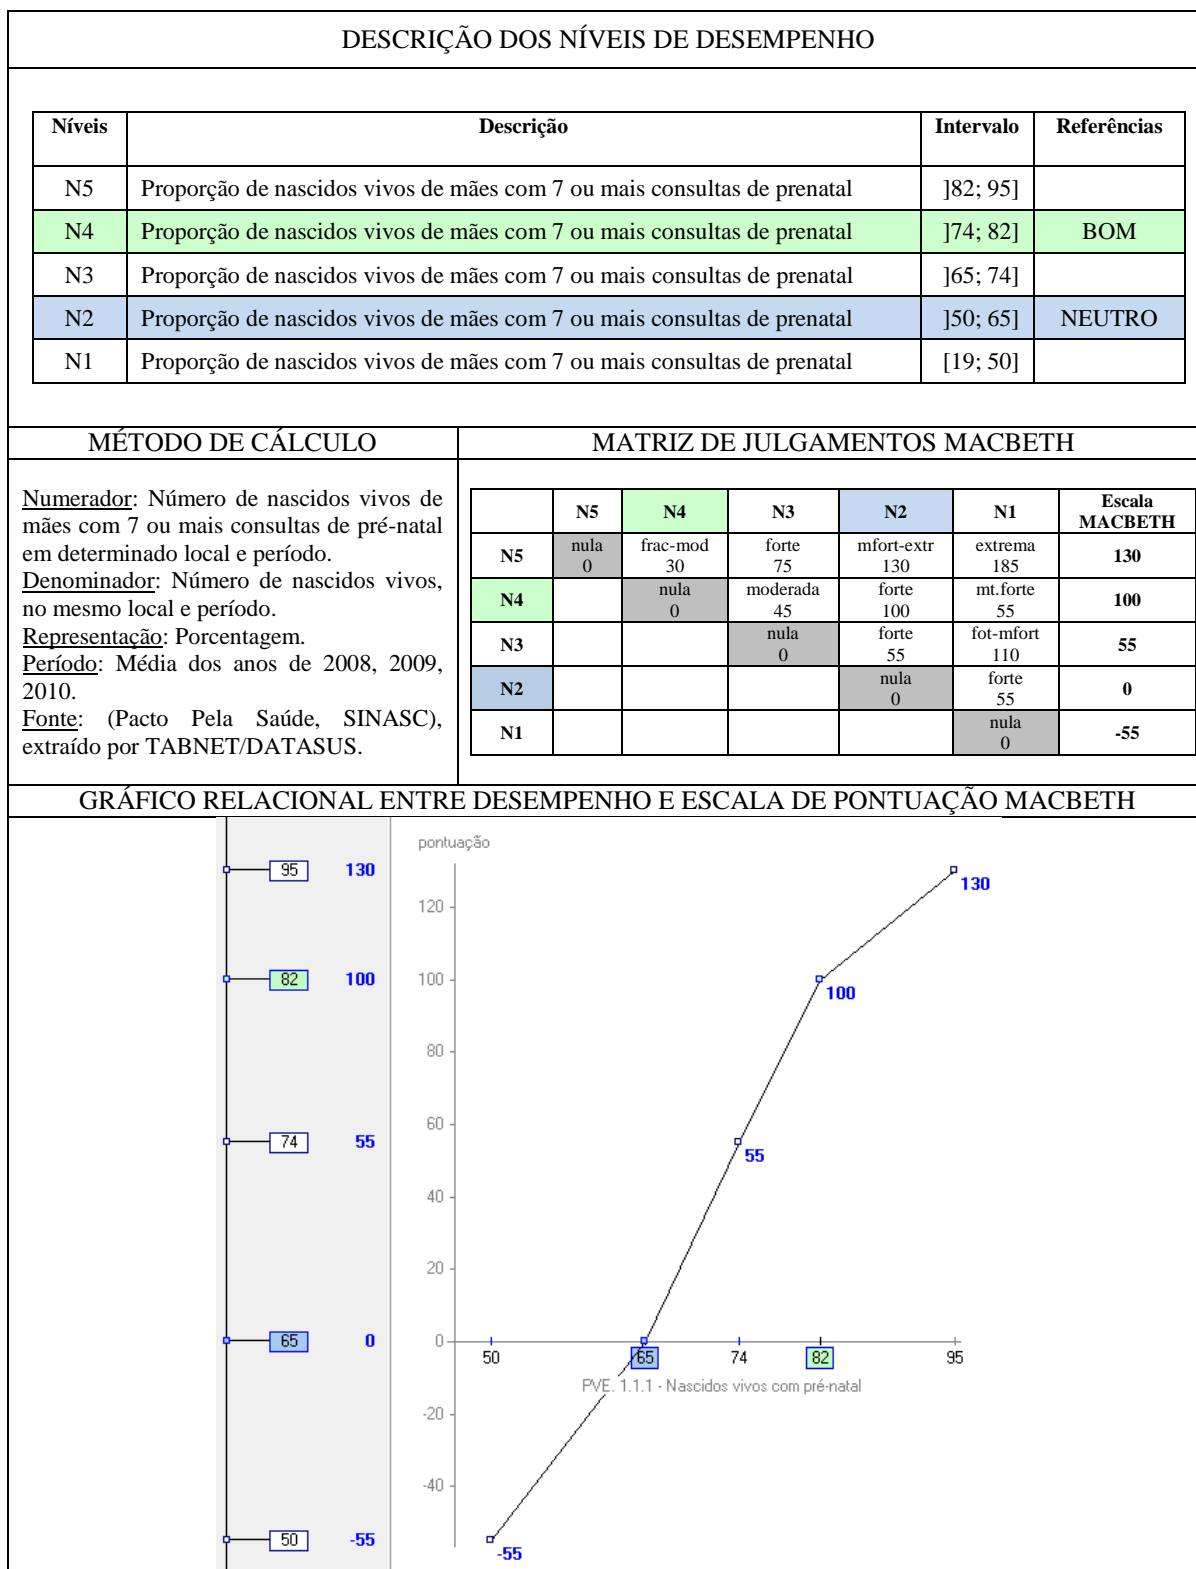 DESCRIÇÃO DOS NÍVEIS DE DESEMPENHO
Níveis Descrição Intervalo Referências
N5 Proporção de nascidos vivos de mães com 7 ou mais consultas de prenatal ]82; 95]
N4 Proporção de nascidos vivos de mães com 7 ou mais consultas de prenatal ]74; 82] BOM
N3 Proporção de nascidos vivos de mães com 7 ou mais consultas de prenatal ]65; 74]
N2 Proporção de nascidos vivos de mães com 7 ou mais consultas de prenatal ]50; 65] NEUTRO
N1 Proporção de nascidos vivos de mães com 7 ou mais consultas de prenatal [19; 50]
MÉTODO DE CÁLCULO
Numerador: Número de nascidos vivos de
mães com 7 ou mais consultas de pré-natal
em determinado local e período.
Denominador: Número de nascidos vivos,
no mesmo local e período.
Representação: Porcentagem.
Período: Média dos anos de 2008, 2009,
2010.
Fonte: (Pacto Pela Saúde, SINASC),
extraído por TABNET/DATASUS.
MATRIZ DE JULGAMENTOS MACBETH
N5 N4 N3 N2 N1 Escala
MACBETH
N5 nula frac-mod forte mfort-extr extrema 130
0 30 75 130 185
N4 nula moderada forte mt.forte 100
0 45 100 55
N3 nula forte fot-mfort 55
0 55 110
N2 nula forte 0
0 55
N1 nula -55
0
GRÁFICO RELACIONAL ENTRE DESEMPENHO E ESCALA DE PONTUAÇÃO MACBETH
95 130
82 100
74 55
65 0
50 -55
pontuação
120
100
80
60
40
20
0
-20
-40
130
100
55
-55
50 65 74 82 95
PVE. 1.1.1 - Nascidos vivos com pré-natal